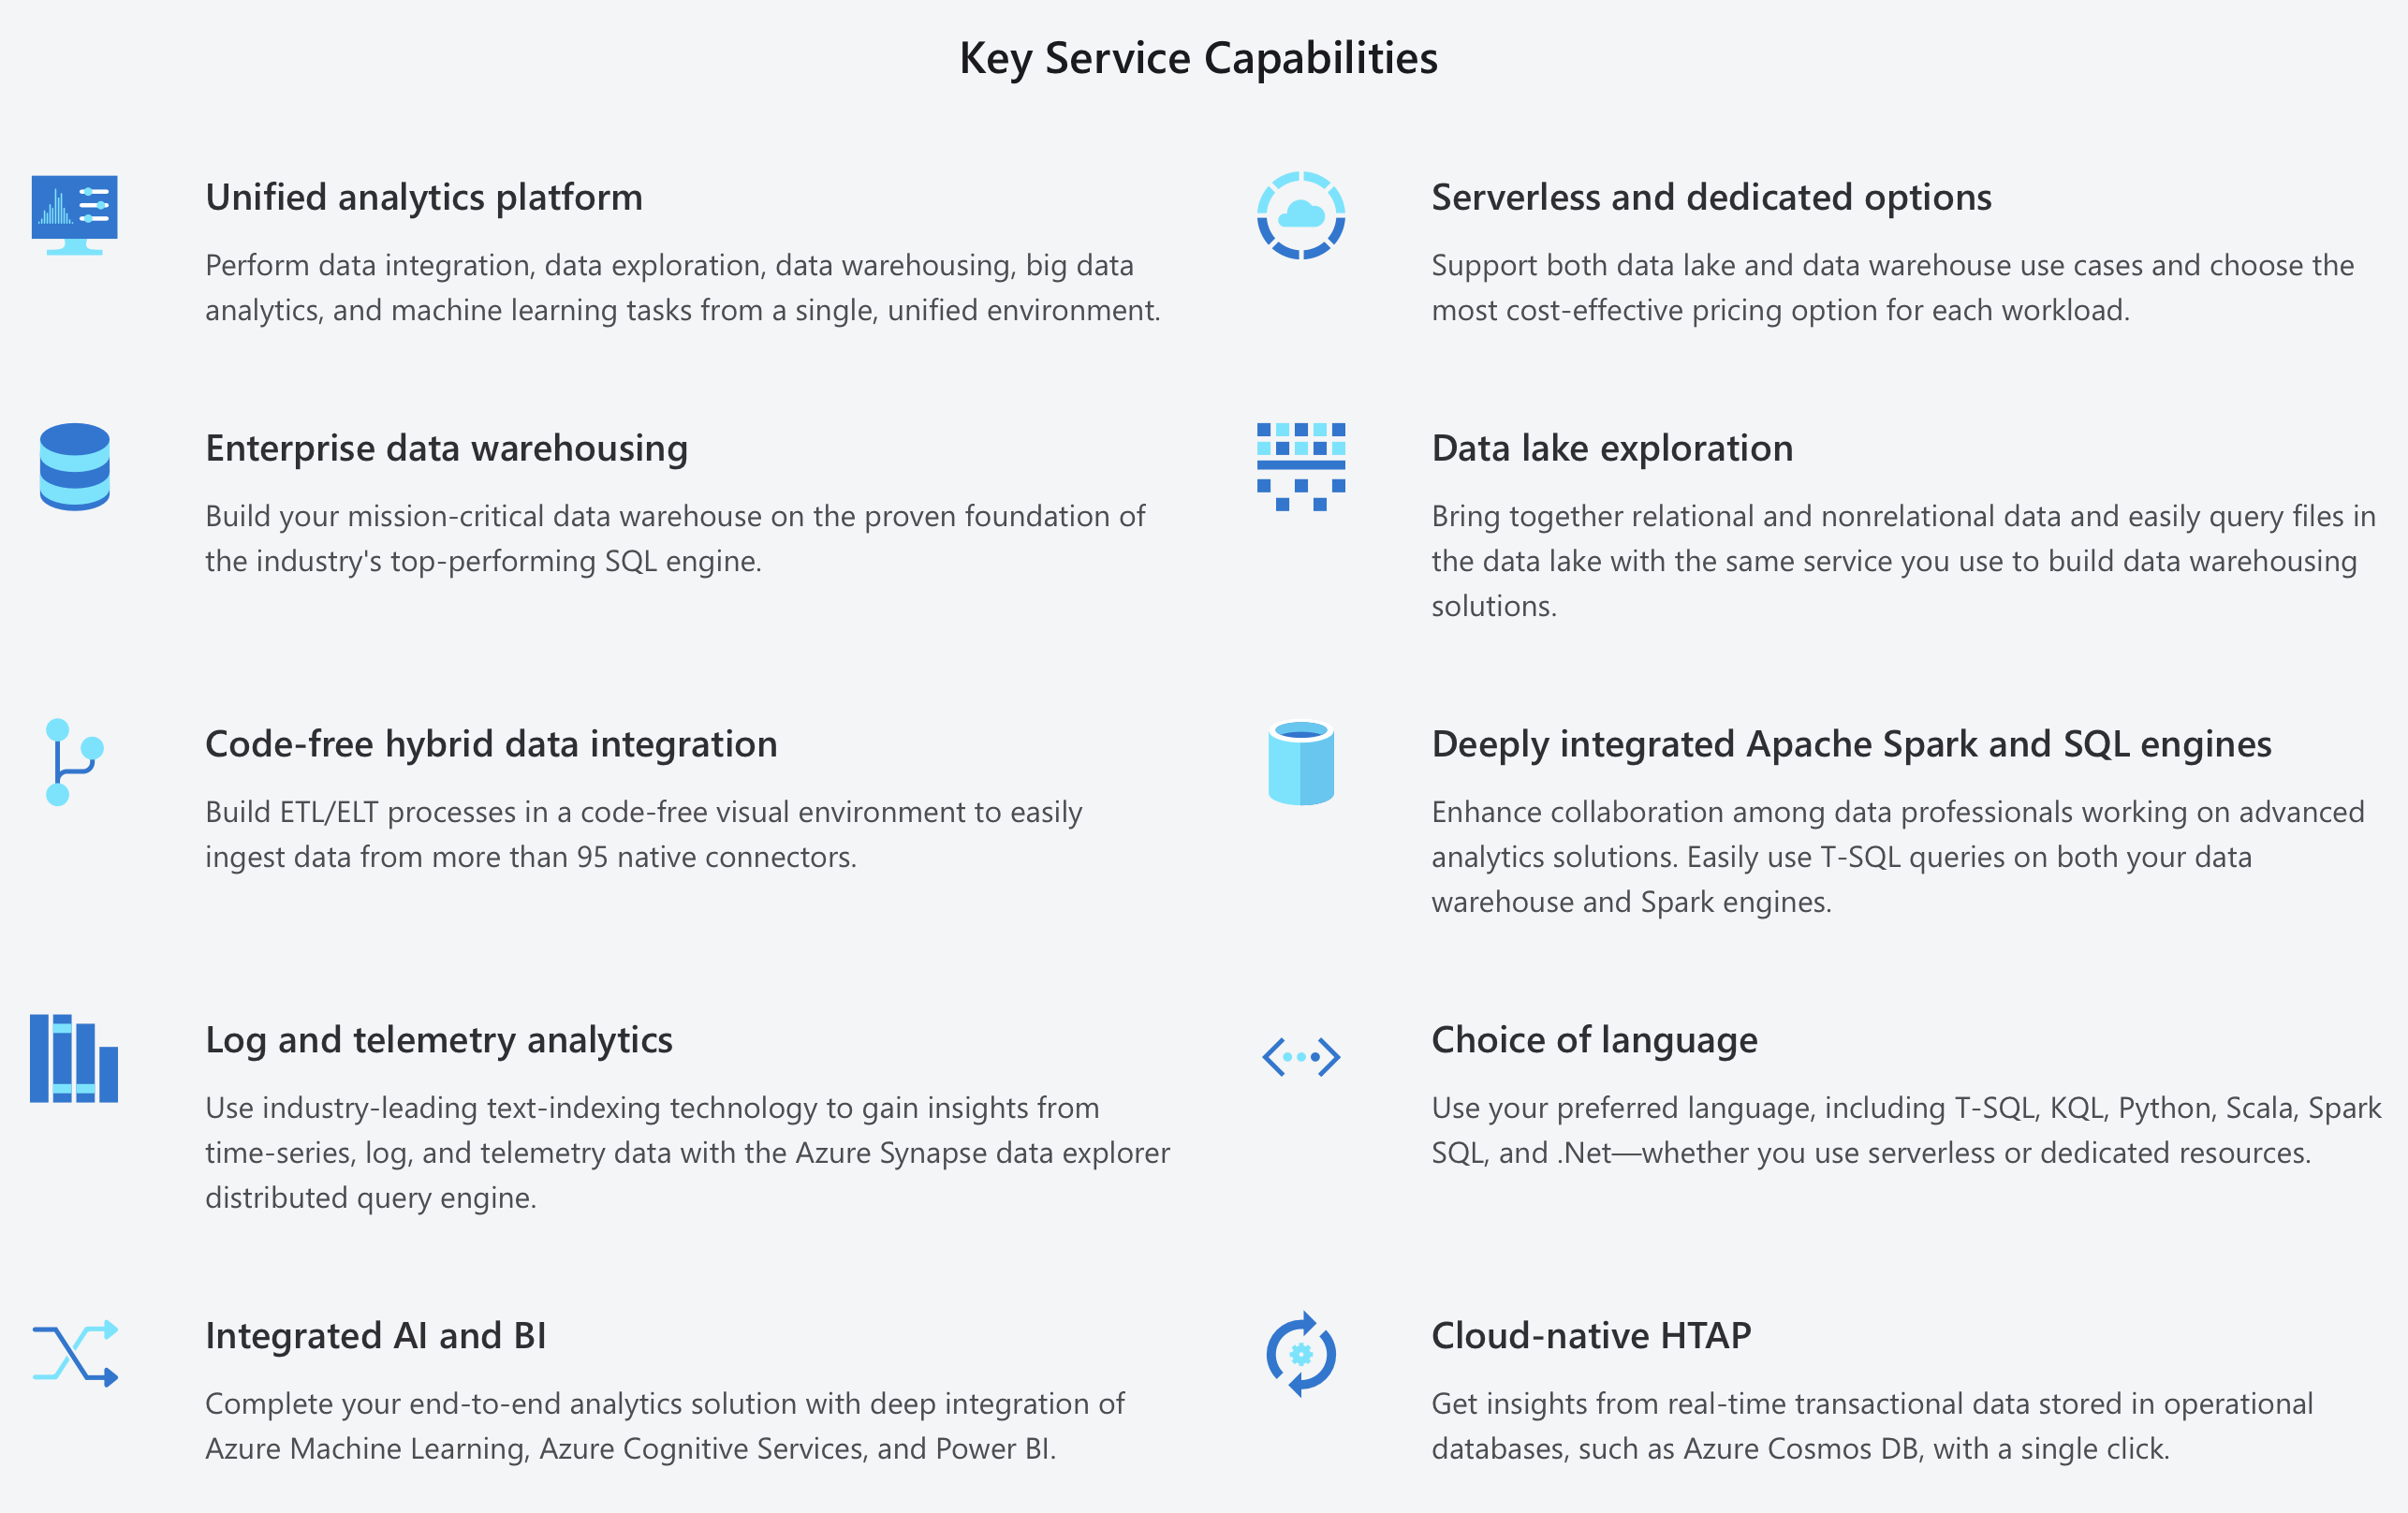 Key Service Capabilities
Unified analytics platform
Perform data integration, data exploration, data warehousing, big data
analytics, and machine learning tasks from a single, unified environment.
Serverless and dedicated options
Support both data lake and data warehouse use cases and choose the
most cost-effective pricing option for each workload.
Enterprise data warehousing
Build your mission-critical data warehouse on the proven foundation of
the industry's top-performing SQL engine.
Data lake exploration
Bring together relational and nonrelational data and easily query files in
the data lake with the same service you use to build data warehousing
solutions.
Code-free hybrid data integration
Build ETL/ELT processes in a code-free visual environment to easily
ingest data from more than 95 native connectors.
Deeply integrated Apache Spark and SQL engines
Enhance collaboration among data professionals working on advanced
analytics solutions. Easily use T-SQL queries on both your data
warehouse and Spark engines.
Log and telemetry analytics
Use industry-leading text-indexing technology to gain insights from
time-series, log, and telemetry data with the Azure Synapse data explorer
distributed query engine.
Choice of language
Use your preferred language, including T-SQL, KQL, Python, Scala, Spark
SQL, and .Net—whether you use serverless or dedicated resources.
Integrated AI and BI
Complete your end-to-end analytics solution with deep integration of
Azure Machine Learning, Azure Cognitive Services, and Power BI.
Cloud-native HTAP
Get insights from real-time transactional data stored in operational
databases, such as Azure Cosmos DB, with a single click.